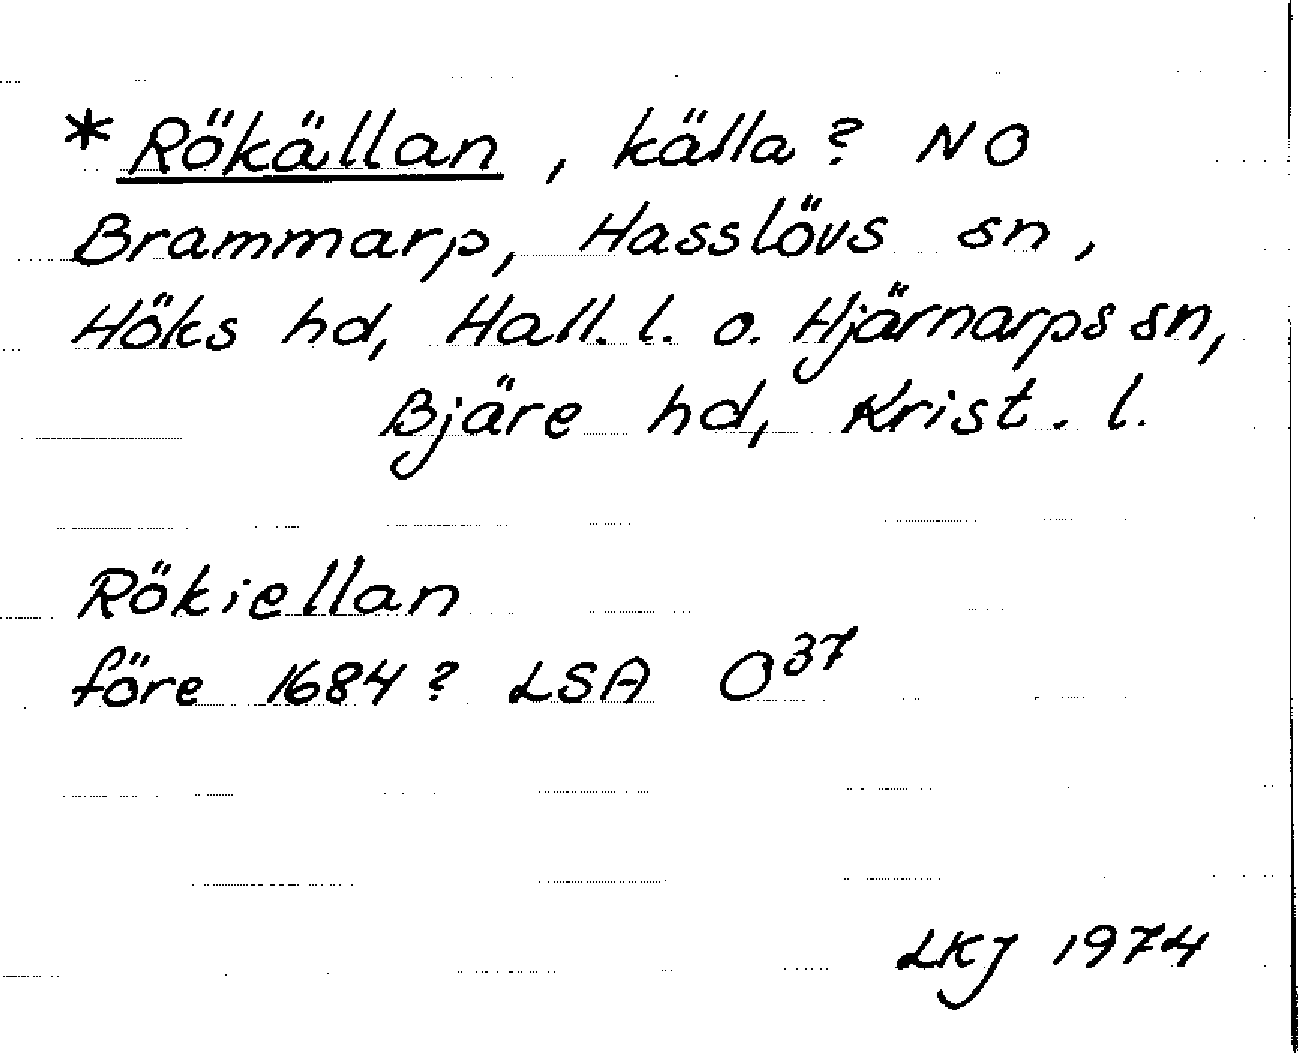 *Rökällan, källa? NO
Brammarp, Hasslövs sn,
Höks hd, Hall. l. o. Hjärnarps sn,
Bjäre hd, Krist. l.
Rökiellan
före 1684? LSA O37
LKJ 1974